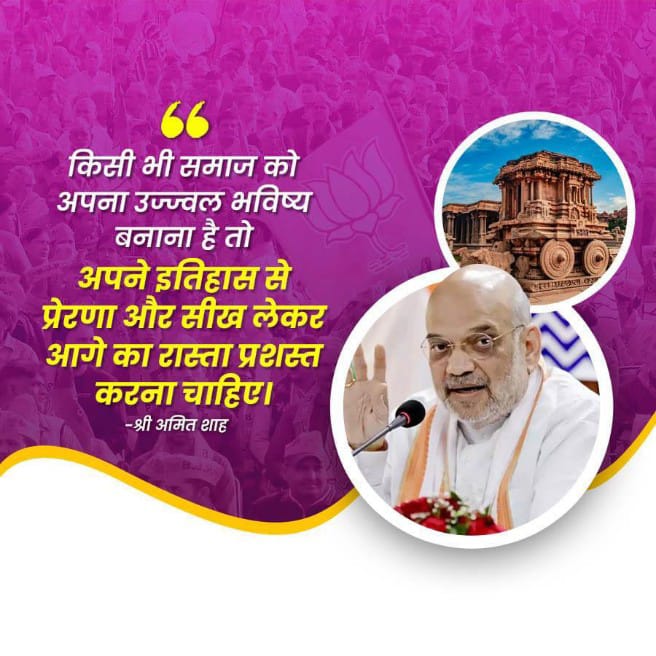 किसी भी समाज को
अपना उज्ज्वल भविष्य
बनाना है तो
अपने इतिहास से
प्रेरणा और सीख लेकर
आगे का रास्ता प्रशस्त
करना चाहिए।
-श्री अमित शाह